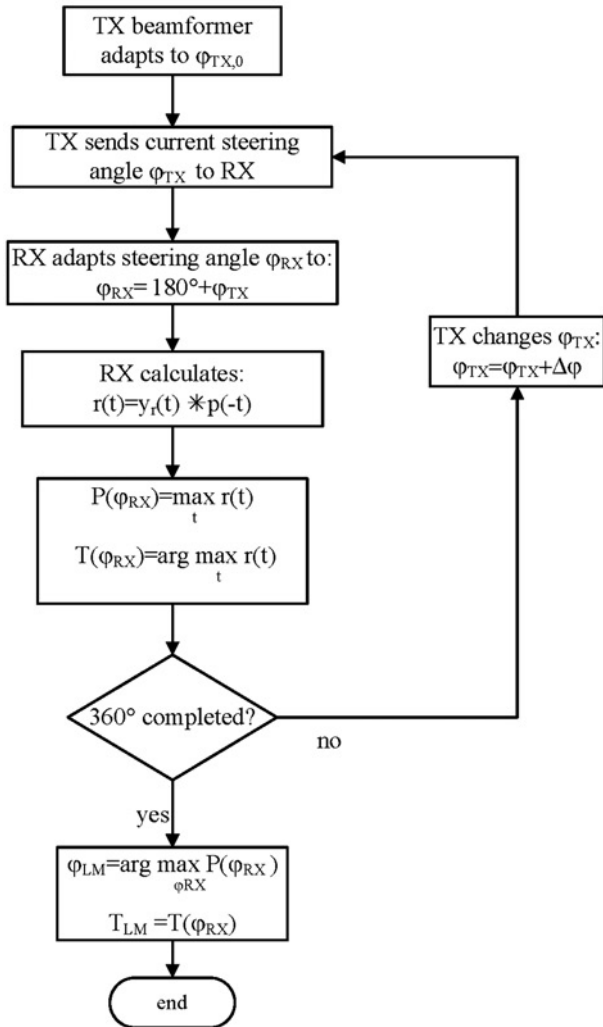 TX beamformer
adapts to φTX,0
TX sends current steering
angle φTX to RX
RX adapts steering angle φRX to:
φRX= 180°+φTX
TX changes φTX:
φTX=φTX+Δφ
RX calculates:
r(t)=yr(t) ∗p(-t)
P(φRX)=max r(t)
t
T(φRX)=arg max r(t)
t
360° completed?
no
yes
φLM=arg max P(φRX )
φRX
TLM =T(φRX)
end